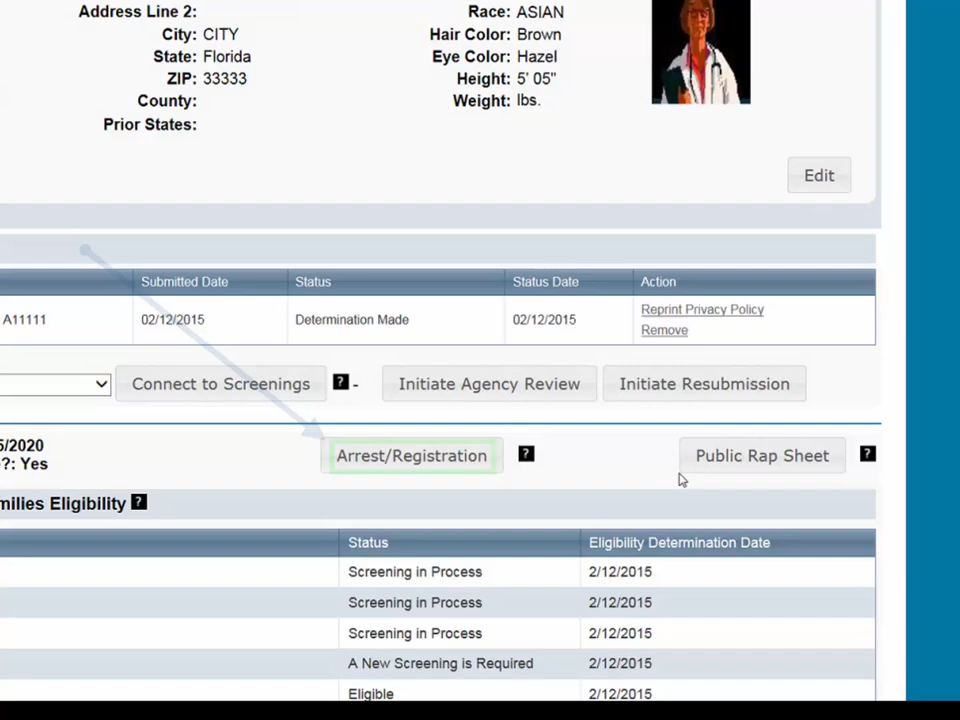 Address Line 2:
Race: ASIAN
City: CITY
Hair Color: Brown
State: Florida
Eye Color: Hazel
ZIP: 33333
Height: 5' 05"
County:
Weight: lbs.
Prior States:
Edit
Submitted Date Status Status Date Action
A11111 02/12/2015 Determination Made 02/12/2015 Reprint Privacy Policy
Remove
Connect to Screenings ? - Initiate Agency Review Initiate Resubmission
5/2020
?: Yes
Arrest/Registration ? Public Rap Sheet ?
milies Eligibility ?
Status Eligibility Determination Date
Screening in Process 2/12/2015
Screening in Process 2/12/2015
Screening in Process 2/12/2015
A New Screening is Required 2/12/2015
Eligible 2/12/2015